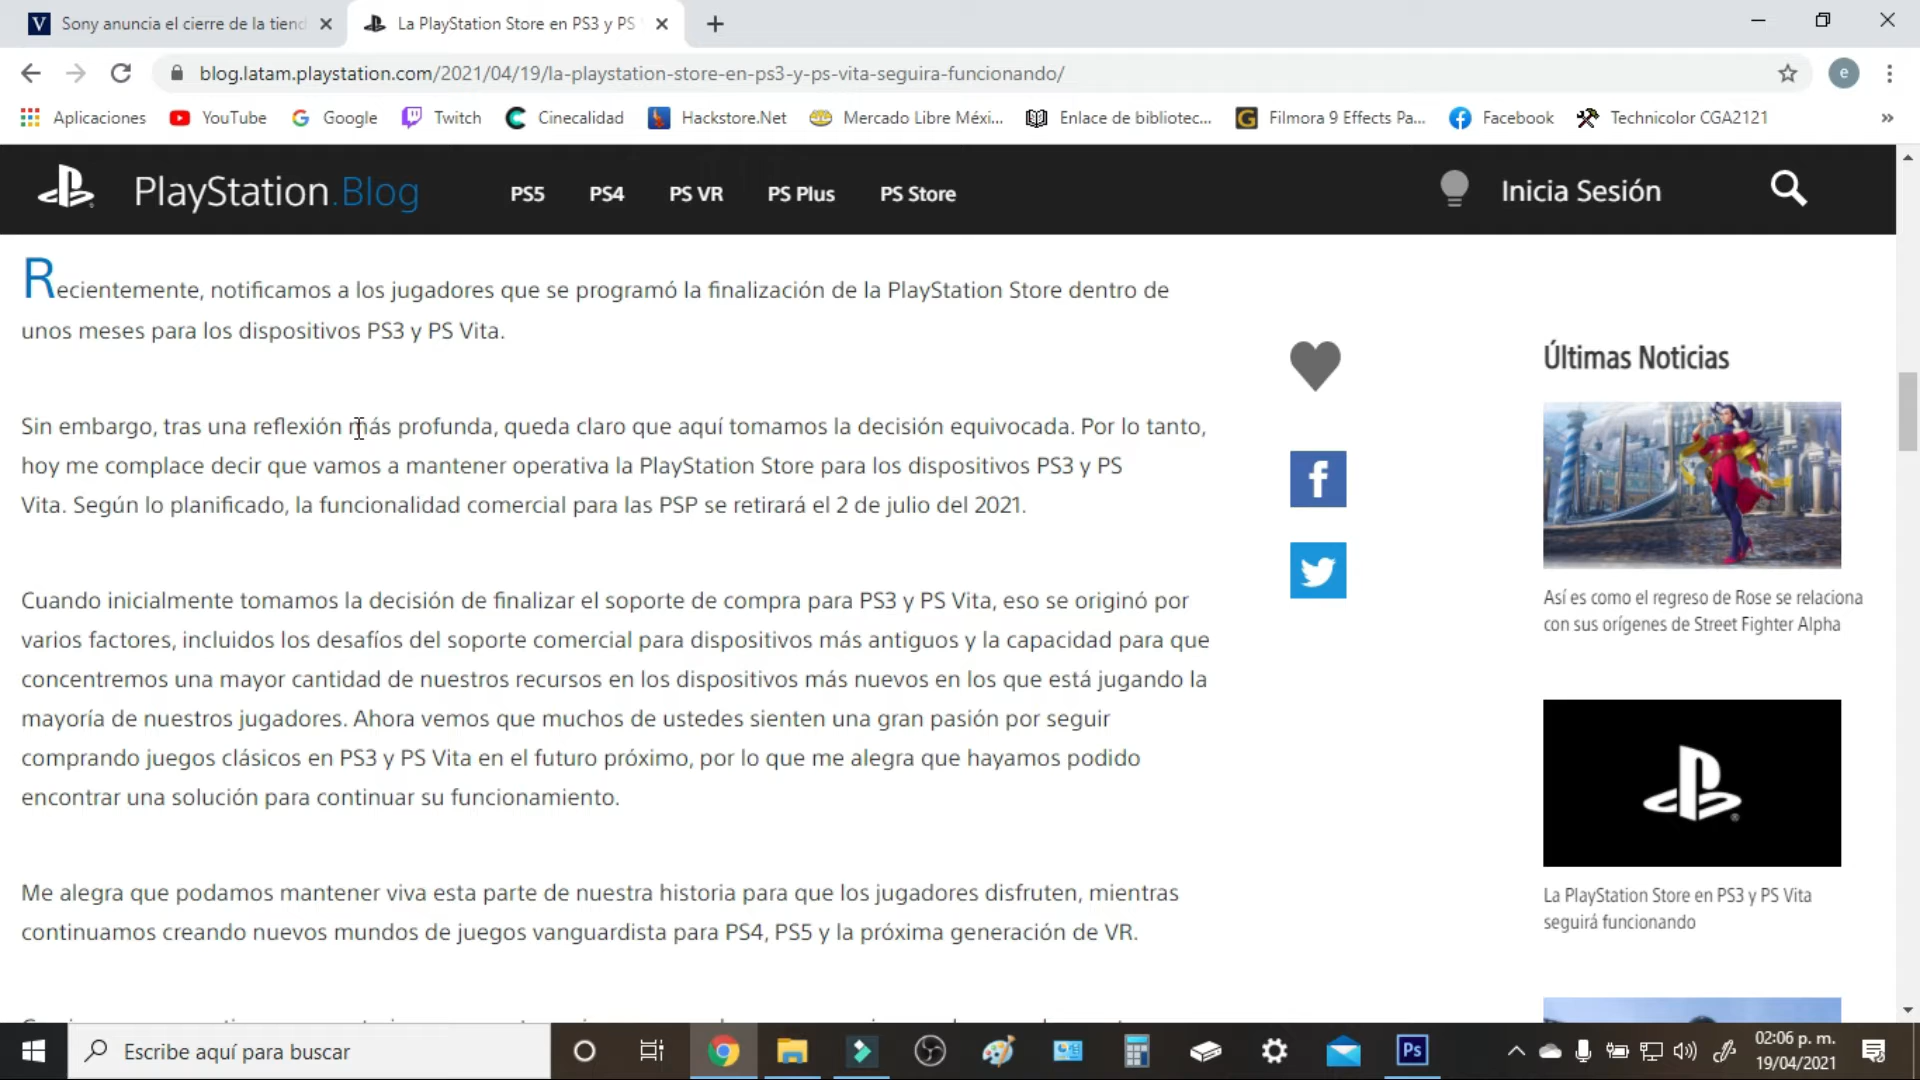 Sony anuncia el cierre de la tiend
La PlayStation Store en PS3 y PS
blog.latam.playstation.com/2021/04/19/la-playstation-store-en-ps3-y-ps-vita-seguira-funcionando/
e
Aplicaciones YouTube Google Twitch Cinecalidad Hackstore.Net Mercado Libre Méxi... Enlace de bibliotec... Filmora 9 Effects Pa... Facebook Technicolor CGA2121 »
PlayStation.Blog PS5 PS4 PS VR PS Plus PS Store Inicia Sesión
Recientemente, notificamos a los jugadores que se programó la finalización de la PlayStation Store dentro de
unos meses para los dispositivos PS3 y PS Vita.
Sin embargo, tras una reflexión más profunda, queda claro que aquí tomamos la decisión equivocada. Por lo tanto,
hoy me complace decir que vamos a mantener operativa la PlayStation Store para los dispositivos PS3 y PS
Vita. Según lo planificado, la funcionalidad comercial para las PSP se retirará el 2 de julio del 2021.
Cuando inicialmente tomamos la decisión de finalizar el soporte de compra para PS3 y PS Vita, eso se originó por
varios factores, incluidos los desafíos del soporte comercial para dispositivos más antiguos y la capacidad para que
concentremos una mayor cantidad de nuestros recursos en los dispositivos más nuevos en los que está jugando la
mayoría de nuestros jugadores. Ahora vemos que muchos de ustedes sienten una gran pasión por seguir
comprando juegos clásicos en PS3 y PS Vita en el futuro próximo, por lo que me alegra que hayamos podido
encontrar una solución para continuar su funcionamiento.
Me alegra que podamos mantener viva esta parte de nuestra historia para que los jugadores disfruten, mientras
continuamos creando nuevos mundos de juegos vanguardista para PS4, PS5 y la próxima generación de VR.
Últimas Noticias
Así es como el regreso de Rose se relaciona
con sus orígenes de Street Fighter Alpha
La PlayStation Store en PS3 y PS Vita
seguirá funcionando
Escribe aquí para buscar
Ps
02:06 p. m.
19/04/2021